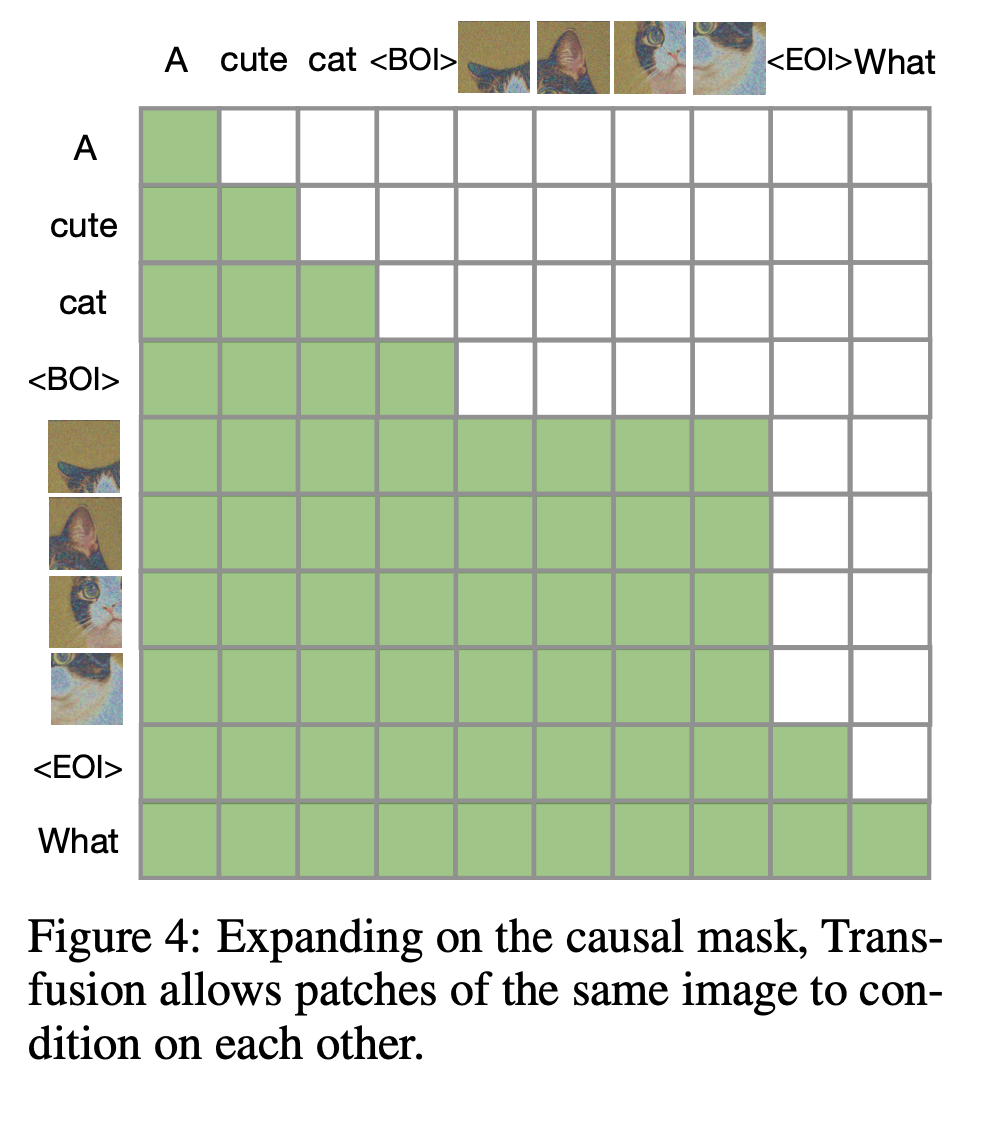 A cute cat <BOI> <EOI> What
A
cute
cat
<BOI>
<EOI>
What
Figure 4: Expanding on the causal mask, Trans-
fusion allows patches of the same image to con-
dition on each other.